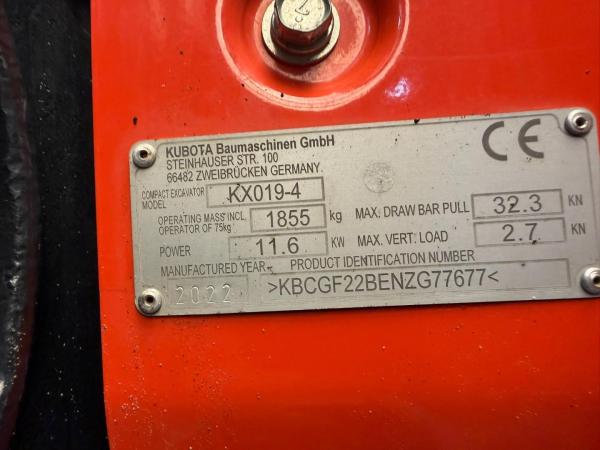 KUBOTA Baumaschinen GmbH
STEINHAUSER STR. 100
66482 ZWEIBRÜCKEN GERMANY
CE
COMPACT EXCAVATOR MODEL KX019-4
OPERATING MASS INCL. OPERATOR OF 75kg 1855 kg MAX. DRAW BAR PULL 32.3 KN
POWER 11.6 KW MAX. VERT. LOAD 2.7 KN
MANUFACTURED YEAR PRODUCT IDENTIFICATION NUMBER
2022 >KBCGF22BENZG77677<